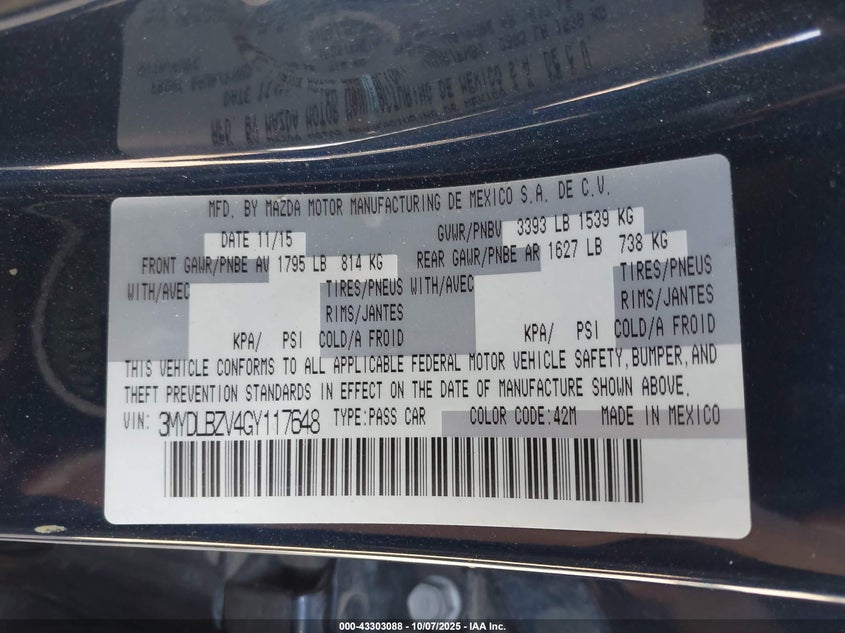 MFD. BY MAZDA MOTOR MANUFACTURING DE MEXICO S.A. DE C.V.
DATE 11/15 GVWR/PNBV 3393 LB 1539 KG
FRONT GAWR/PNBE AV 1795 LB 814 KG REAR GAWR/PNBE AR 1627 LB 738 KG
WITH/AVEC TIRES/PNEUS WITH/AVEC TIRES/PNEUS
RIMS/JANTES RIMS/JANTES
KPA/ PSI COLD/A FROID KPA/ PSI COLD/A FROID
THIS VEHICLE CONFORMS TO ALL APPLICABLE FEDERAL MOTOR VEHICLE SAFETY,BUMPER,AND
THEFT PREVENTION STANDARDS IN EFFECT ON THE DATE OF MANUFACTURE SHOWN ABOVE.
VIN: 3MYDLBZV4GY117648 TYPE:PASS CAR COLOR CODE:42M MADE IN MEXICO
000-43303088 - 10/07/2025 - IAA Inc.